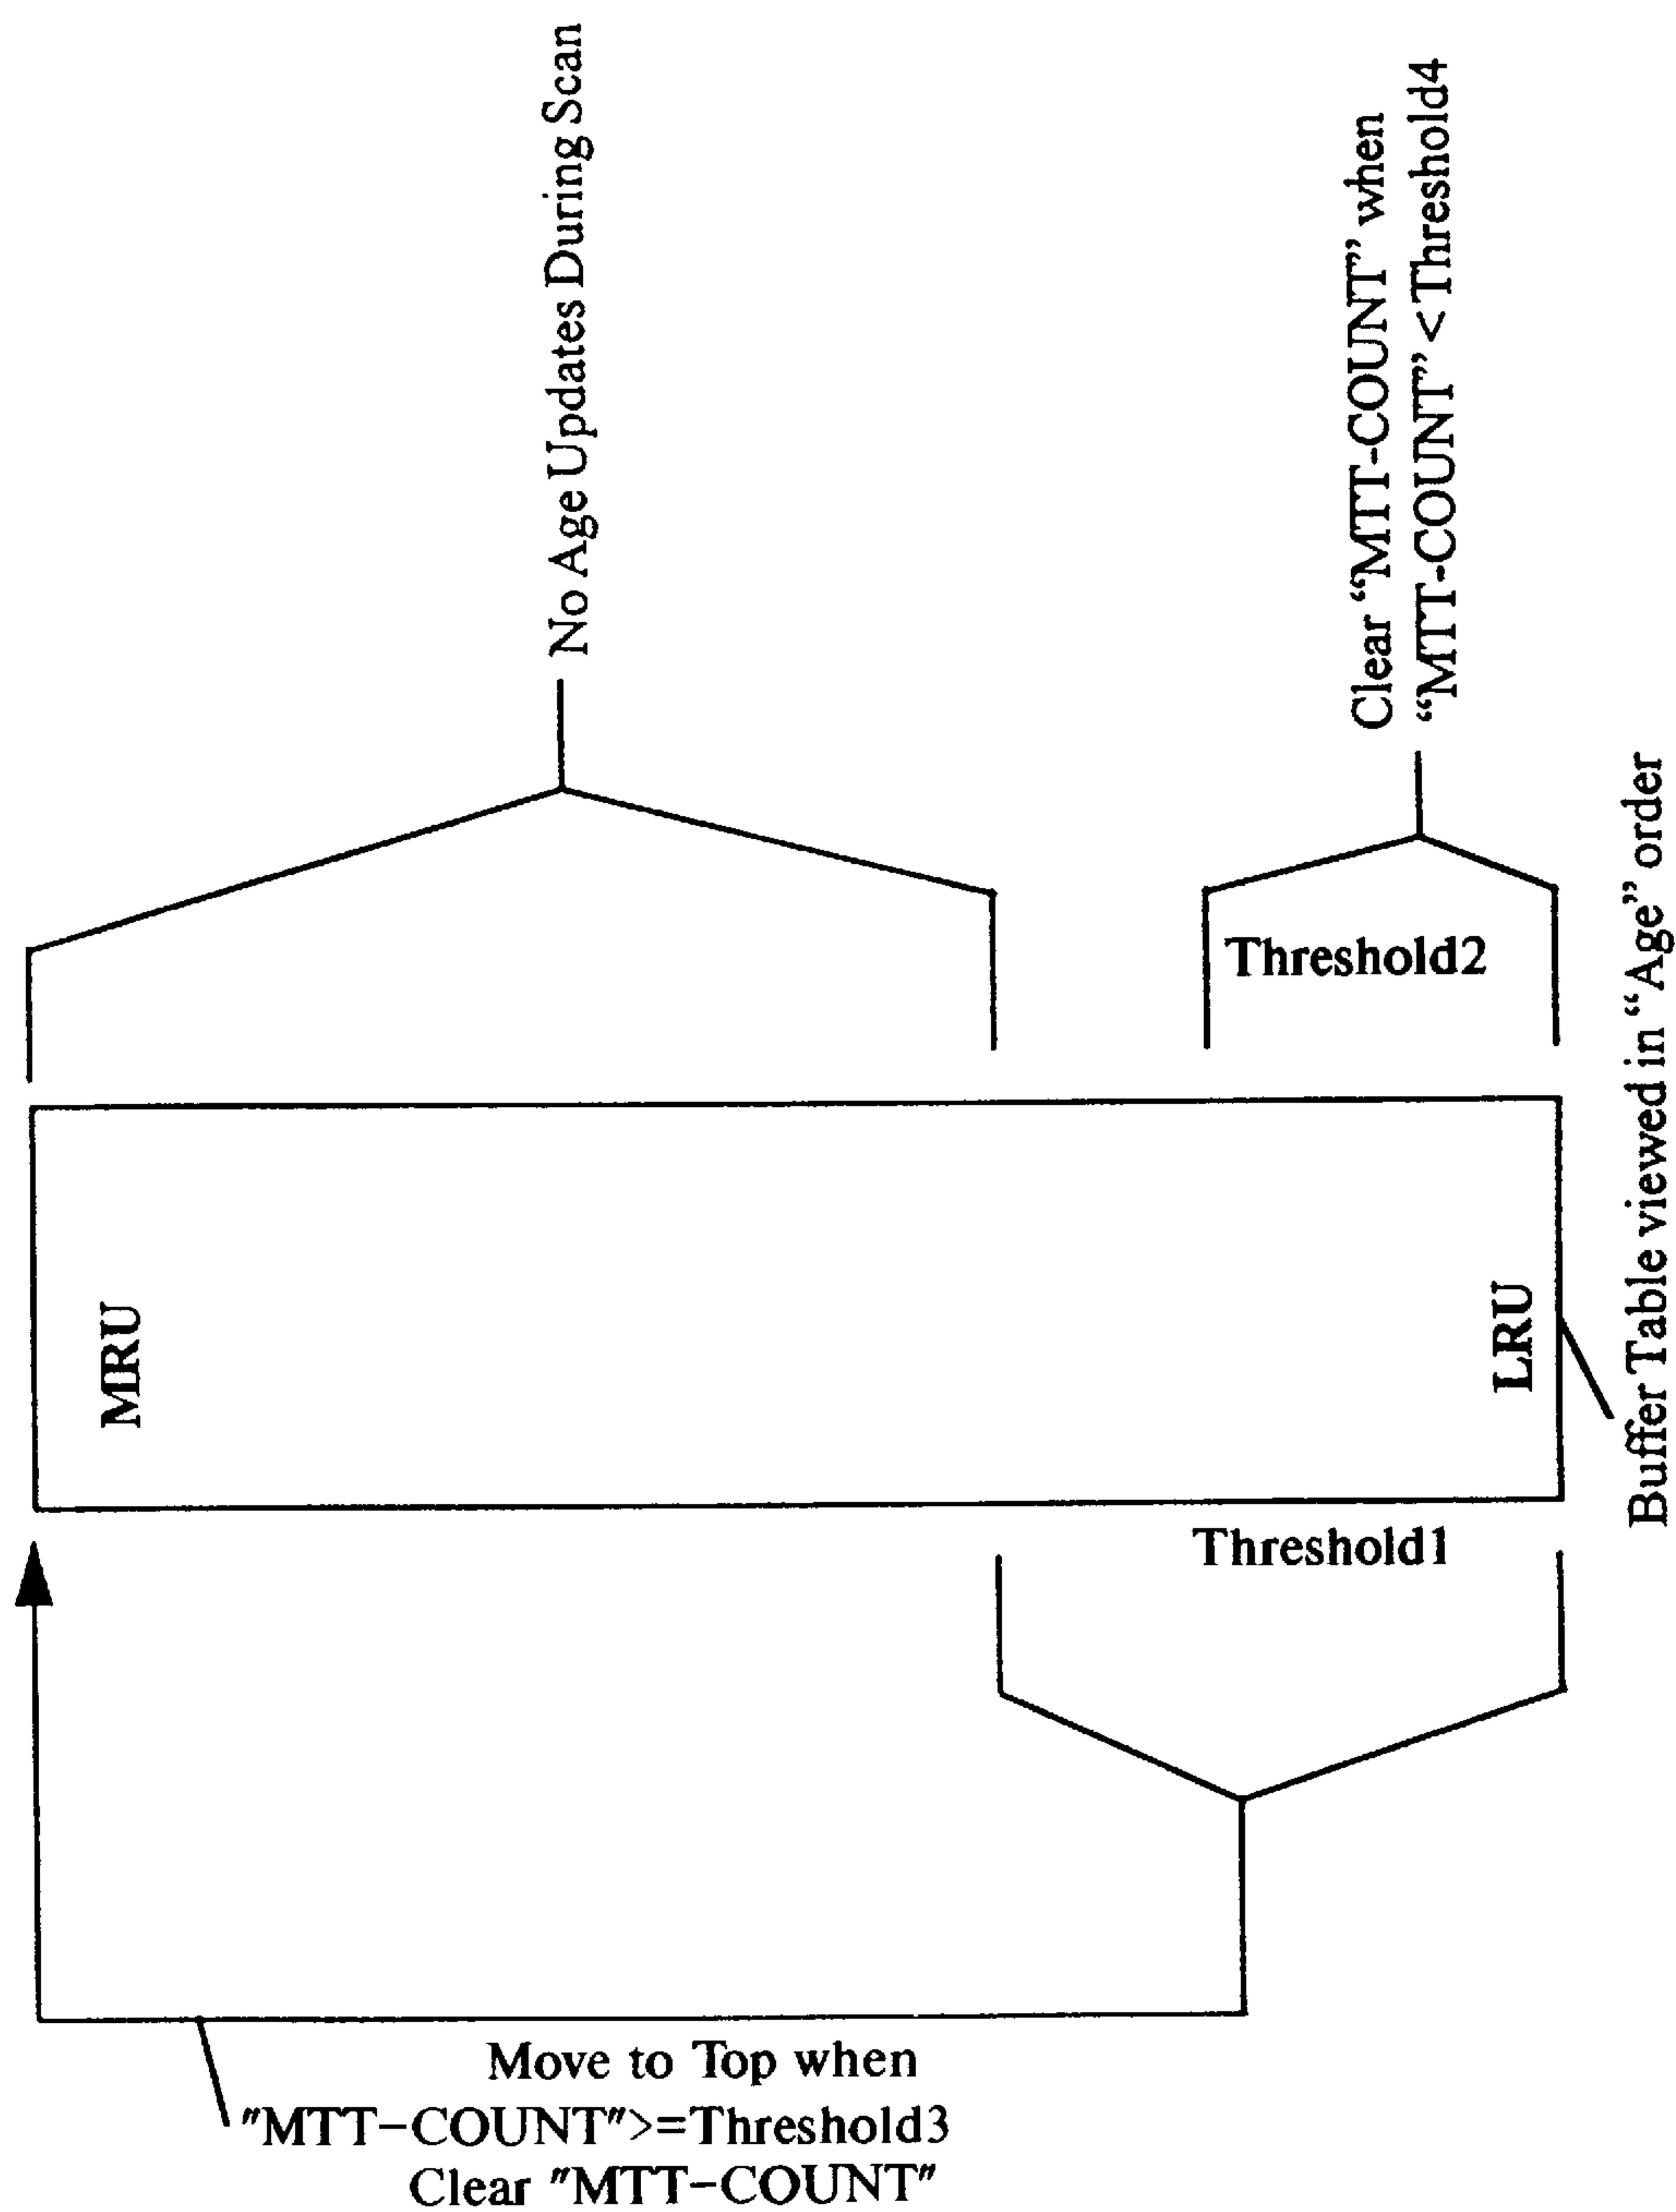 No Age Updates During Scan
Clear “MTT-COUNT” when
“MTT-COUNT” < Threshold4
Threshold2
MRU
LRU
Buffer Table viewed in “Age” order
Threshold1
Move to Top when
"MTT-COUNT">=Threshold3
Clear "MTT-COUNT"